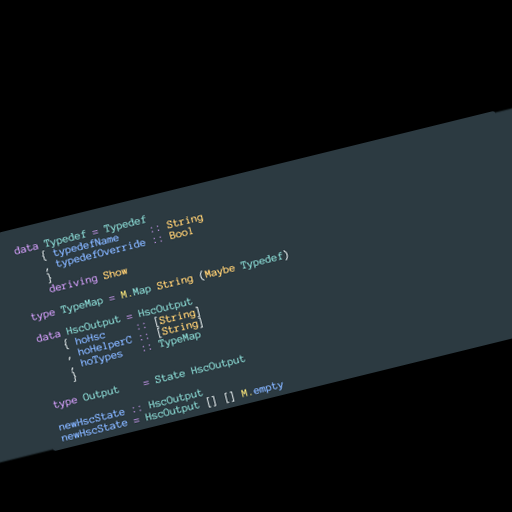 data Typedef = Typedef
    { typedefName     :: String
    , typedefOverride :: Bool
    }
    deriving Show

type TypeMap = M.Map String (Maybe Typedef)

data HscOutput = HscOutput
    { hoHsc     :: [String]
    , hoHelperC :: [String]
    , hoTypes   :: TypeMap
    }

type Output    = State HscOutput

newHscState :: HscOutput
newHscState = HscOutput [] [] M.empty